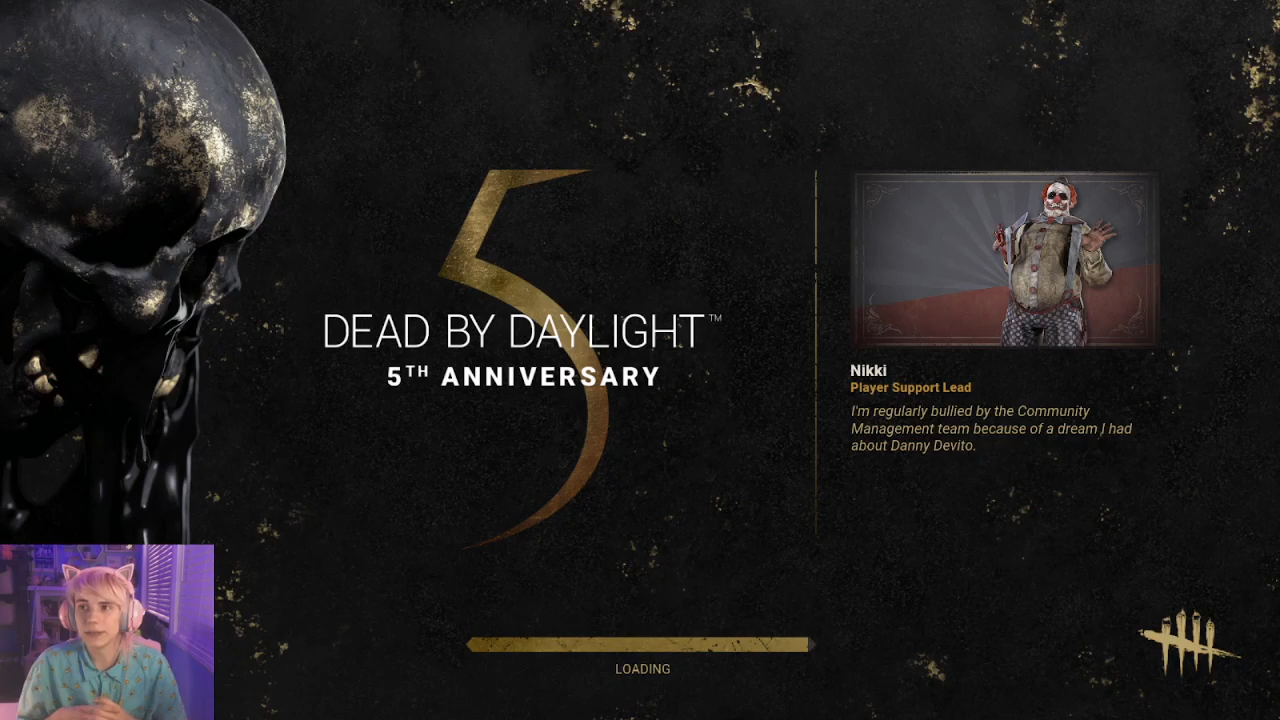 DEAD BY DAYLIGHT™
5TH ANNIVERSARY
Nikki
Player Support Lead
I'm regularly bullied by the Community
Management team because of a dream I had
about Danny Devito.
LOADING